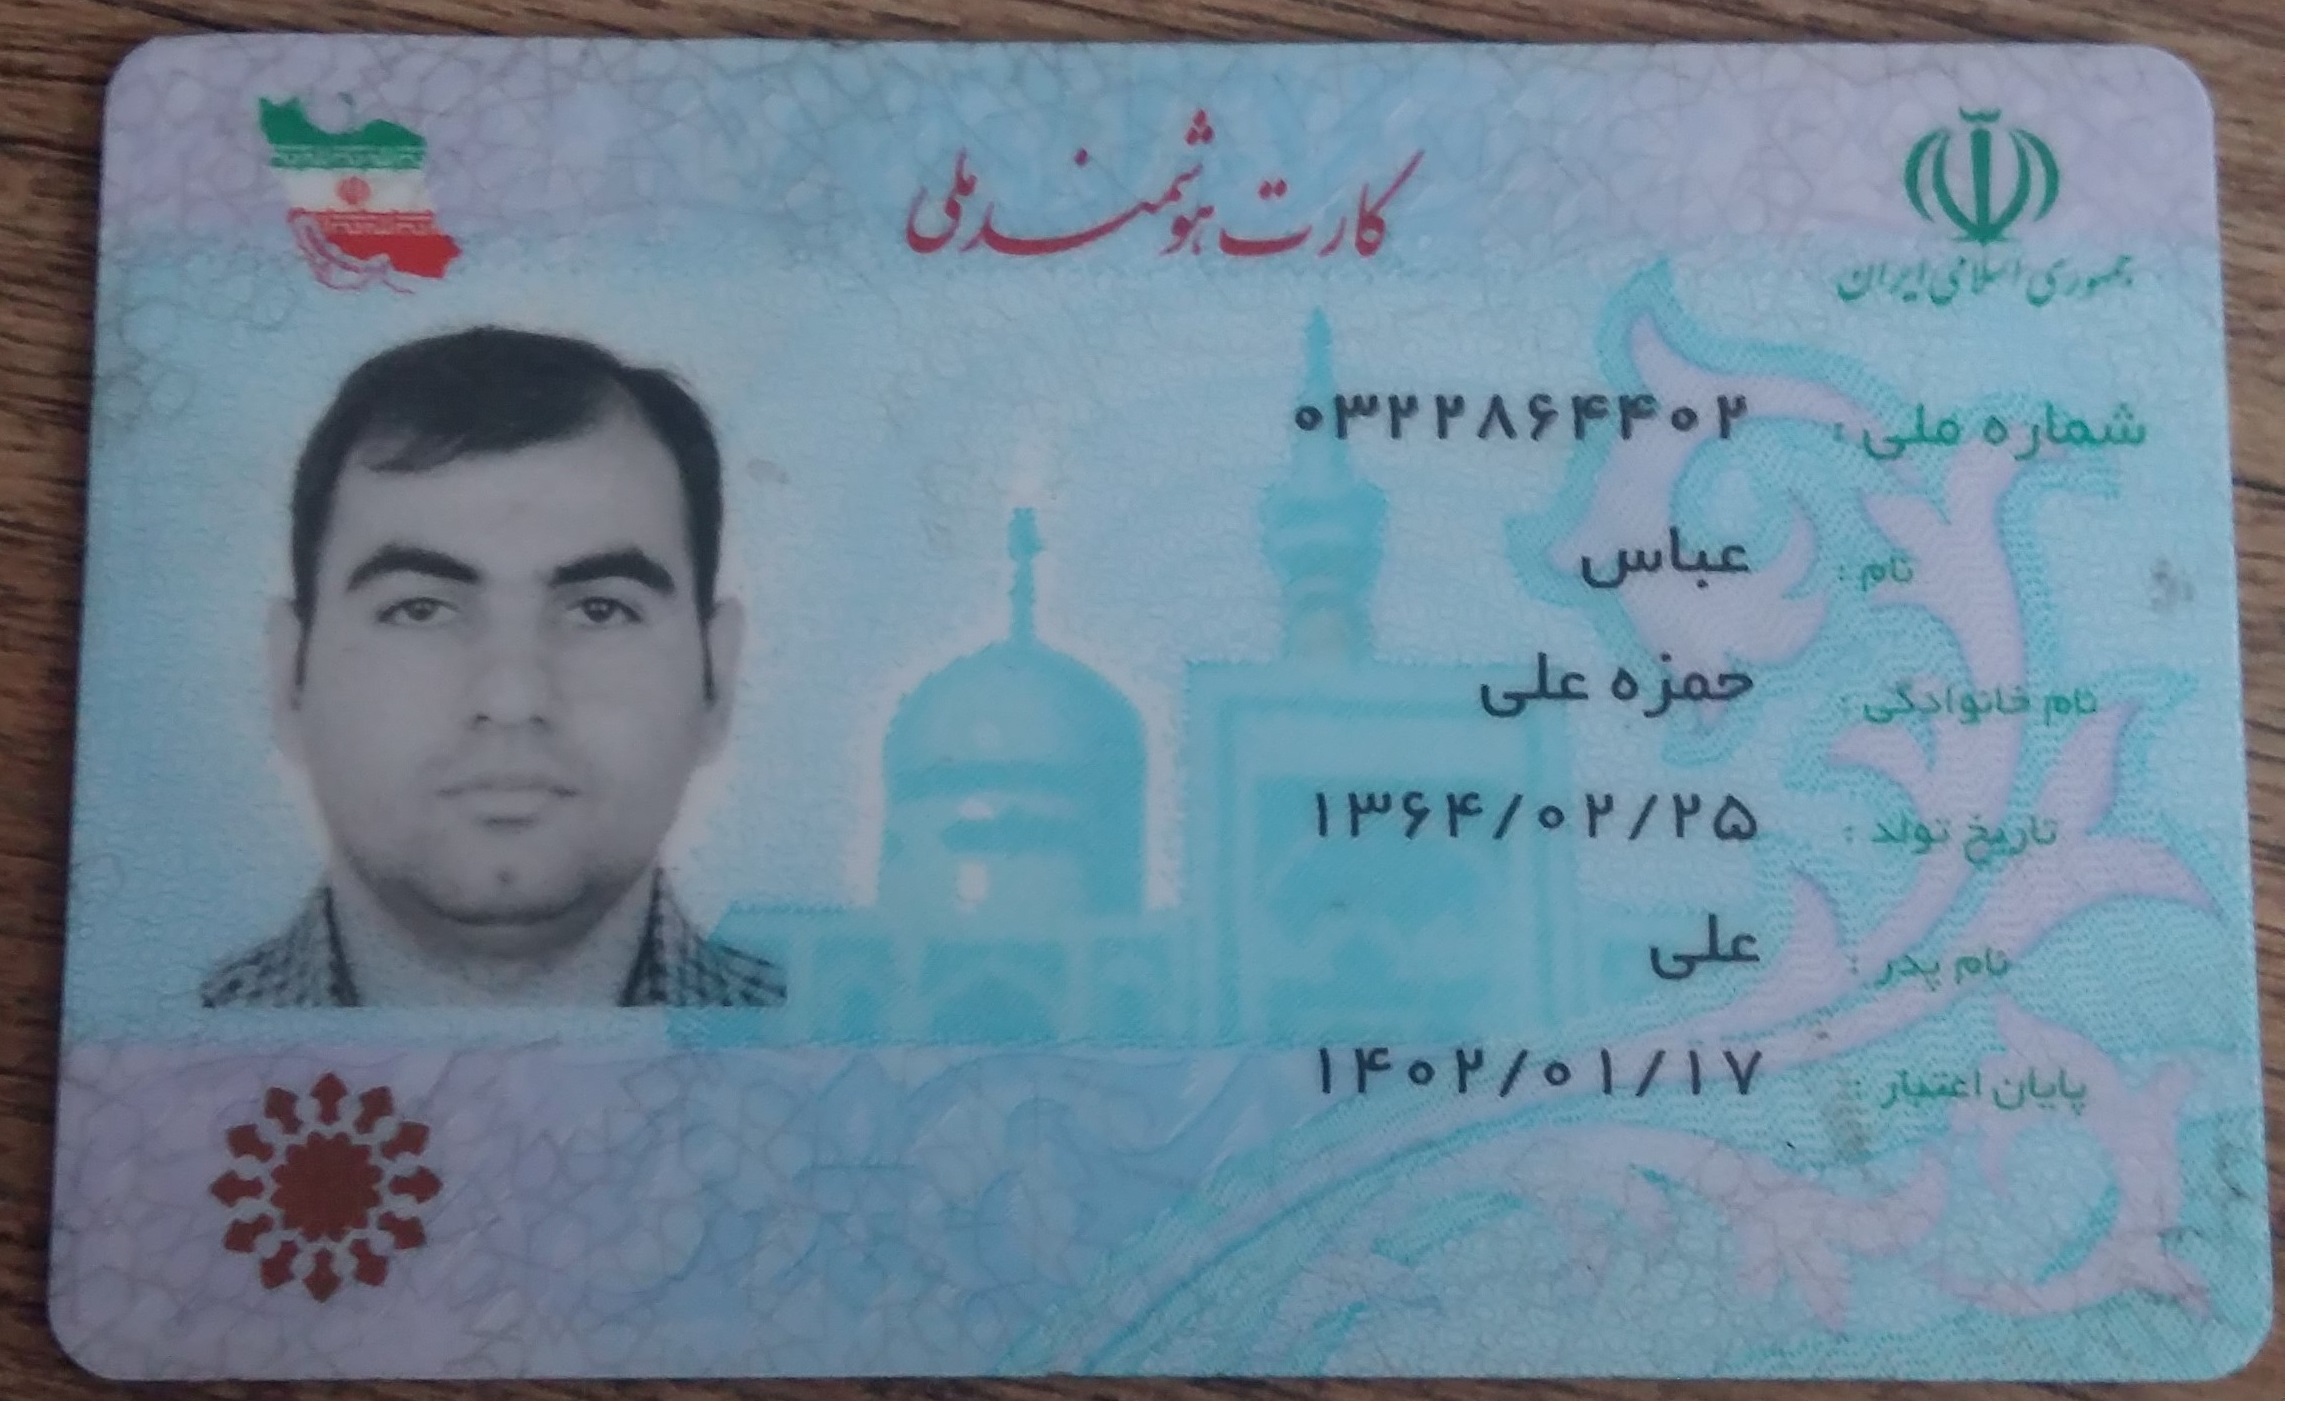 جمهوری اسلامی ایران
کارت هوشمند ملی
شماره ملی : ۰۳۲۲۸۶۴۴۰۲
نام : عباس
نام خانوادگی : حمزه علی
تاریخ تولد : ۱۳۶۴/۰۲/۲۵
نام پدر : علی
پایان اعتبار : ۱۴۰۲/۰۱/۱۷